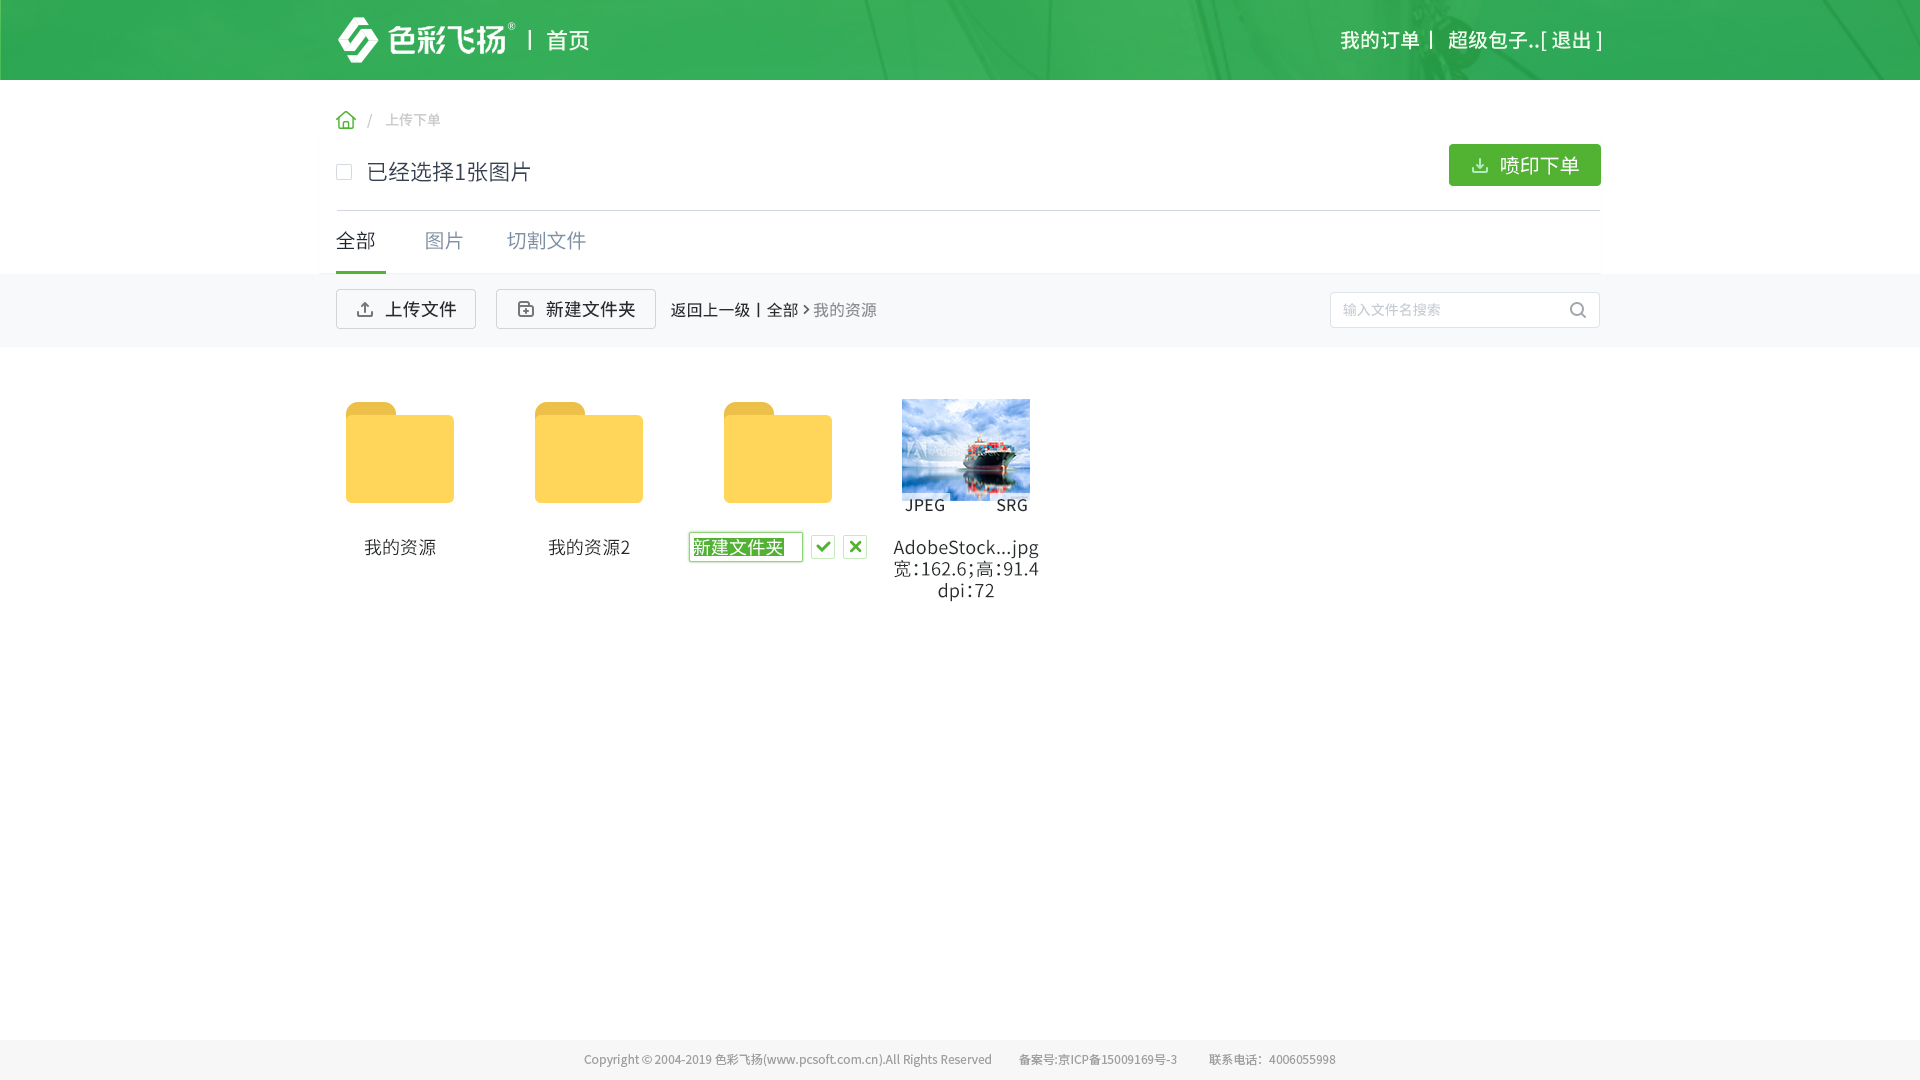 色彩飞扬® | 首页
我的订单 | 超级包子..[ 退出 ]
/ 上传下单
已经选择1张图片
喷印下单
全部 图片 切割文件
上传文件 新建文件夹 返回上一级 | 全部 > 我的资源
输入文件名搜索
JPEG SRG
我的资源 我的资源2 新建文件夹 AdobeStock...jpg
宽：162.6；高：91.4
dpi：72
Copyright © 2004-2019 色彩飞扬(www.pcsoft.com.cn).All Rights Reserved 备案号:京ICP备15009169号-3 联系电话：4006055998